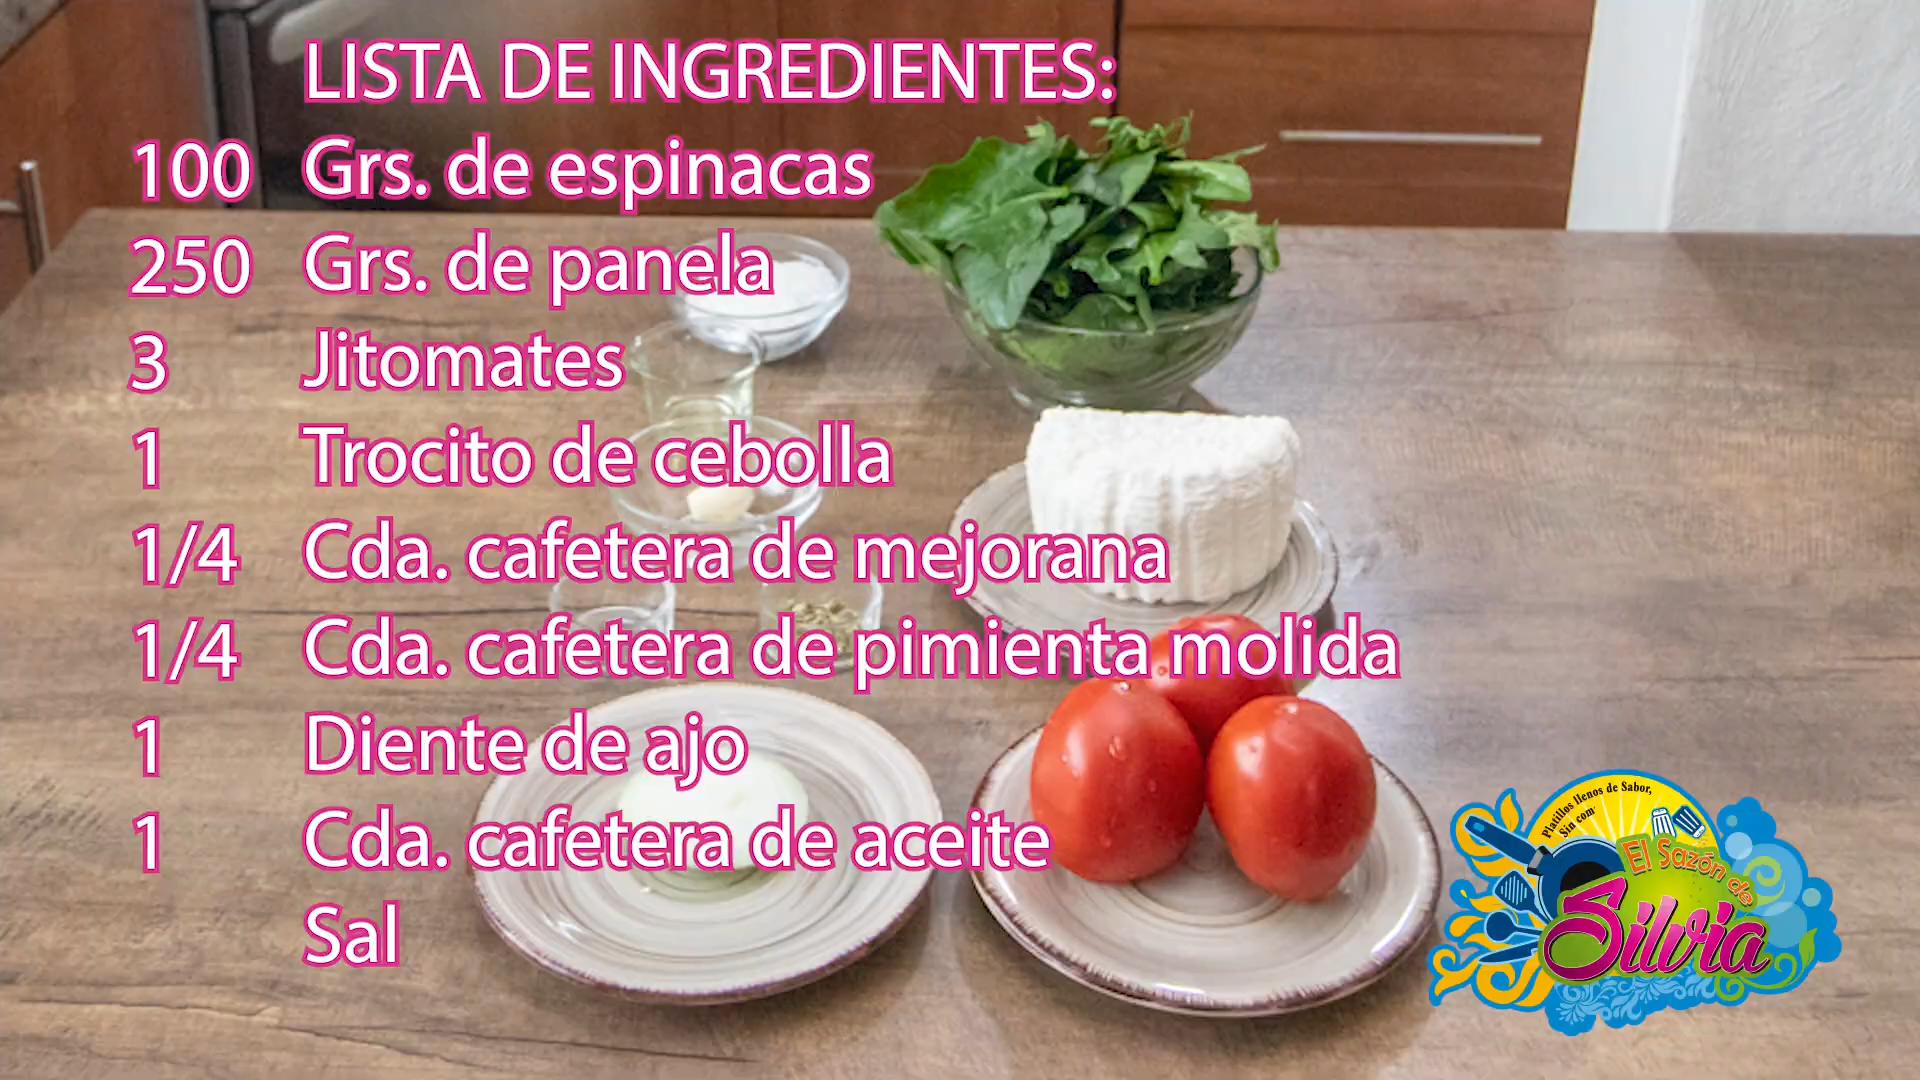 LISTA DE INGREDIENTES:
100 Grs. de espinacas
250 Grs. de panela
3 Jitomates
1 Trocito de cebolla
1/4 Cda. cafetera de mejorana
1/4 Cda. cafetera de pimienta molida
1 Diente de ajo
1 Cda. cafetera de aceite
Sal
Platillos llenos de Sabor,
Sin com
El Sazón de
Silvia